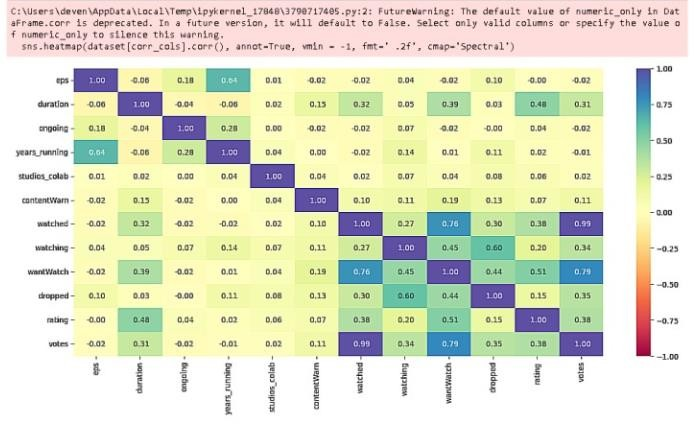 C:\Users\deven\AppData\Local\Temp\ipykernel_17848\3790717405.py:2: FutureWarning: The default value of numeric_only in Dat
aFrame.corr is deprecated. In a future version, it will default to False. Select only valid columns or specify the value o
f numeric_only to silence this warning.
sns.heatmap(dataset[corr_cols].corr(), annot=True, vmin = -1, fmt=' .2f', cmap='Spectral')
eps 1.00 -0.06 0.18 0.64 0.01 -0.02 -0.02 0.04 -0.02 0.10 -0.00 -0.02
duration -0.06 1.00 -0.04 -0.06 0.02 0.15 0.32 0.05 0.39 0.03 0.48 0.31
ongoing 0.18 -0.04 1.00 0.28 0.00 -0.02 -0.02 0.07 -0.02 -0.00 0.04 -0.02
years_running 0.64 -0.06 0.28 1.00 0.04 0.00 -0.02 0.14 0.01 0.11 0.02 -0.01
studios_colab 0.01 0.02 0.00 0.04 1.00 0.04 0.02 0.07 0.04 0.08 0.06 0.02
contentWarn -0.02 0.15 -0.02 0.00 0.04 1.00 0.10 0.11 0.19 0.13 0.07 0.11
watched -0.02 0.32 -0.02 -0.02 0.02 0.10 1.00 0.27 0.76 0.30 0.38 0.99
watching 0.04 0.05 0.07 0.14 0.07 0.11 0.27 1.00 0.45 0.60 0.20 0.34
wantWatch -0.02 0.39 -0.02 0.01 0.04 0.19 0.76 0.45 1.00 0.44 0.51 0.79
dropped 0.10 0.03 -0.00 0.11 0.08 0.13 0.30 0.60 0.44 1.00 0.15 0.35
rating -0.00 0.48 0.04 0.02 0.06 0.07 0.38 0.20 0.51 0.15 1.00 0.38
votes -0.02 0.31 -0.02 -0.01 0.02 0.11 0.99 0.34 0.79 0.35 0.38 1.00
eps duration ongoing years_running studios_colab contentWarn watched watching wantWatch dropped rating votes
1.00
0.75
0.50
0.25
0.00
-0.25
-0.50
-0.75
-1.00